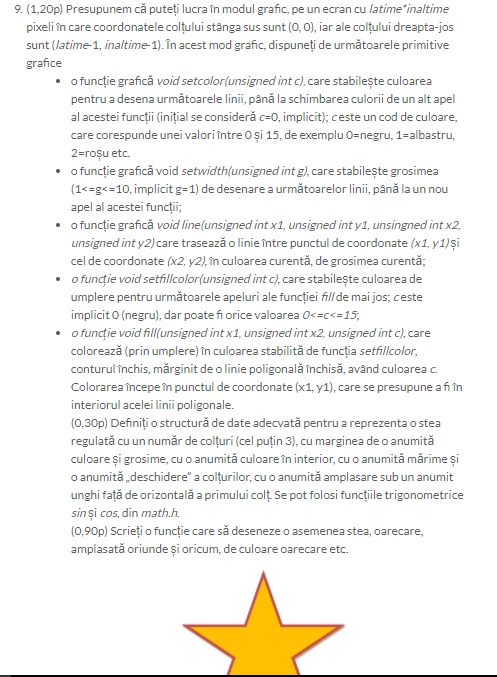 9. (1,20p) Presupunem că puteți lucra în modul grafic, pe un ecran cu latime*inaltime
pixeli în care coordonatele colțului stânga sus sunt (0, 0), iar ale colțului dreapta-jos
sunt (latime-1, inaltime-1). În acest mod grafic, dispuneți de următoarele primitive
grafice
• o funcție grafică void setcolor(unsigned int c), care stabilește culoarea
pentru a desena următoarele linii, până la schimbarea culorii de un alt apel
al acestei funcții (inițial se consideră c=0, implicit); c este un cod de culoare,
care corespunde unei valori între 0 și 15, de exemplu 0=negru, 1=albastru,
2=roșu etc.
• o funcție grafică void setwidth(unsigned int g), care stabilește grosimea
(1<=g<=10, implicit g=1) de desenare a următoarelor linii, până la un nou
apel al acestei funcții;
• o funcție grafică void line(unsigned int x1, unsigned int y1, unsingned int x2,
unsigned int y2) care trasează o linie între punctul de coordonate (x1, y1) și
cel de coordonate (x2, y2), în culoarea curentă, de grosimea curentă;
• o funcție void setfillcolor(unsigned int c), care stabilește culoarea de
umplere pentru următoarele apeluri ale funcției fill de mai jos; c este
implicit 0 (negru), dar poate fi orice valoarea 0<=c<=15;
• o funcție void fill(unsigned int x1, unsigned int x2, unsigned int c), care
colorează (prin umplere) în culoarea stabilită de funcția setfillcolor,
conturul închis, mărginit de o linie poligonală închisă, având culoarea c.
Colorarea începe în punctul de coordonate (x1, y1), care se presupune a fi în
interiorul acelei linii poligonale.
(0,30p) Definiți o structură de date adecvată pentru a reprezenta o stea
regulată cu un număr de colțuri (cel puțin 3), cu marginea de o anumită
culoare și grosime, cu o anumită culoare în interior, cu o anumită mărime și
o anumită „deschidere” a colțurilor, cu o anumită amplasare sub un anumit
unghi față de orizontală a primului colț. Se pot folosi funcțiile trigonometrice
sin și cos, din math.h.
(0,90p) Scrieți o funcție care să deseneze o asemenea stea, oarecare,
amplasată oriunde și oricum, de culoare oarecare etc.